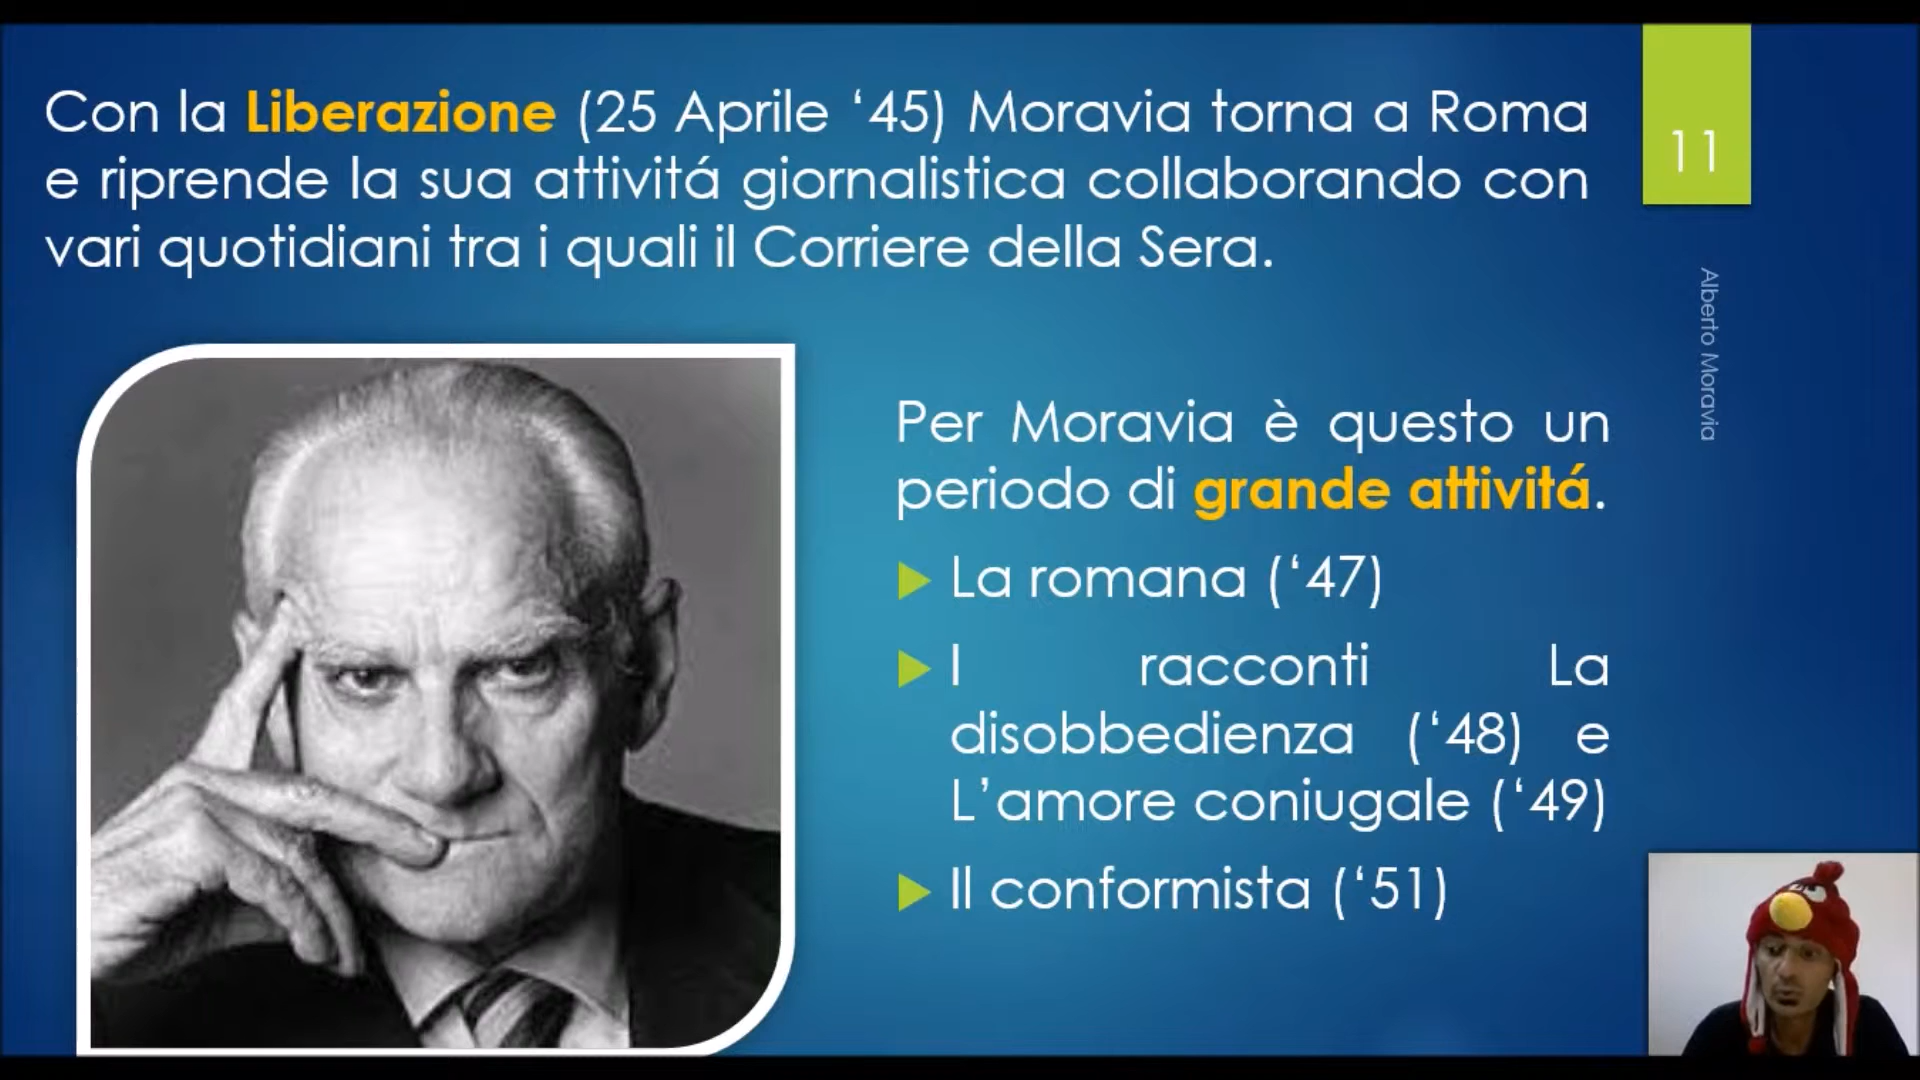 Con la Liberazione (25 Aprile ‘45) Moravia torna a Roma
e riprende la sua attivitá giornalistica collaborando con
vari quotidiani tra i quali il Corriere della Sera.
11
Alberto Moravia
Per Moravia è questo un
periodo di grande attivitá.
La romana (‘47)
I racconti La
disobbedienza (‘48) e
L’amore coniugale (‘49)
Il conformista (‘51)